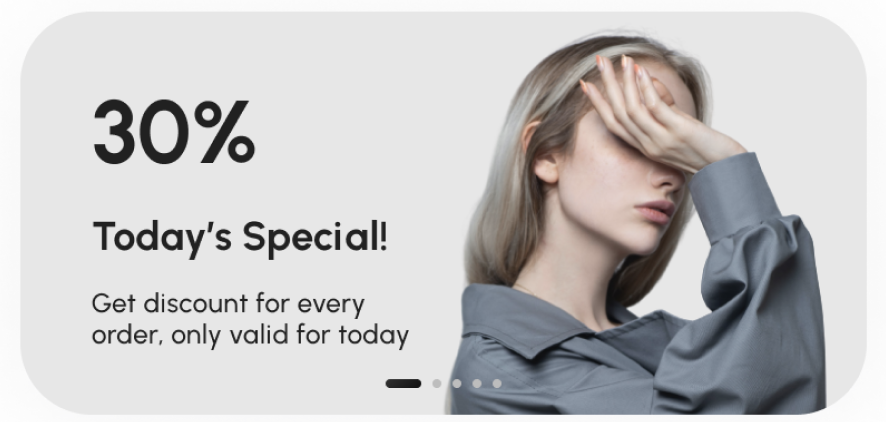 30%
Today’s Special!
Get discount for every
order, only valid for today